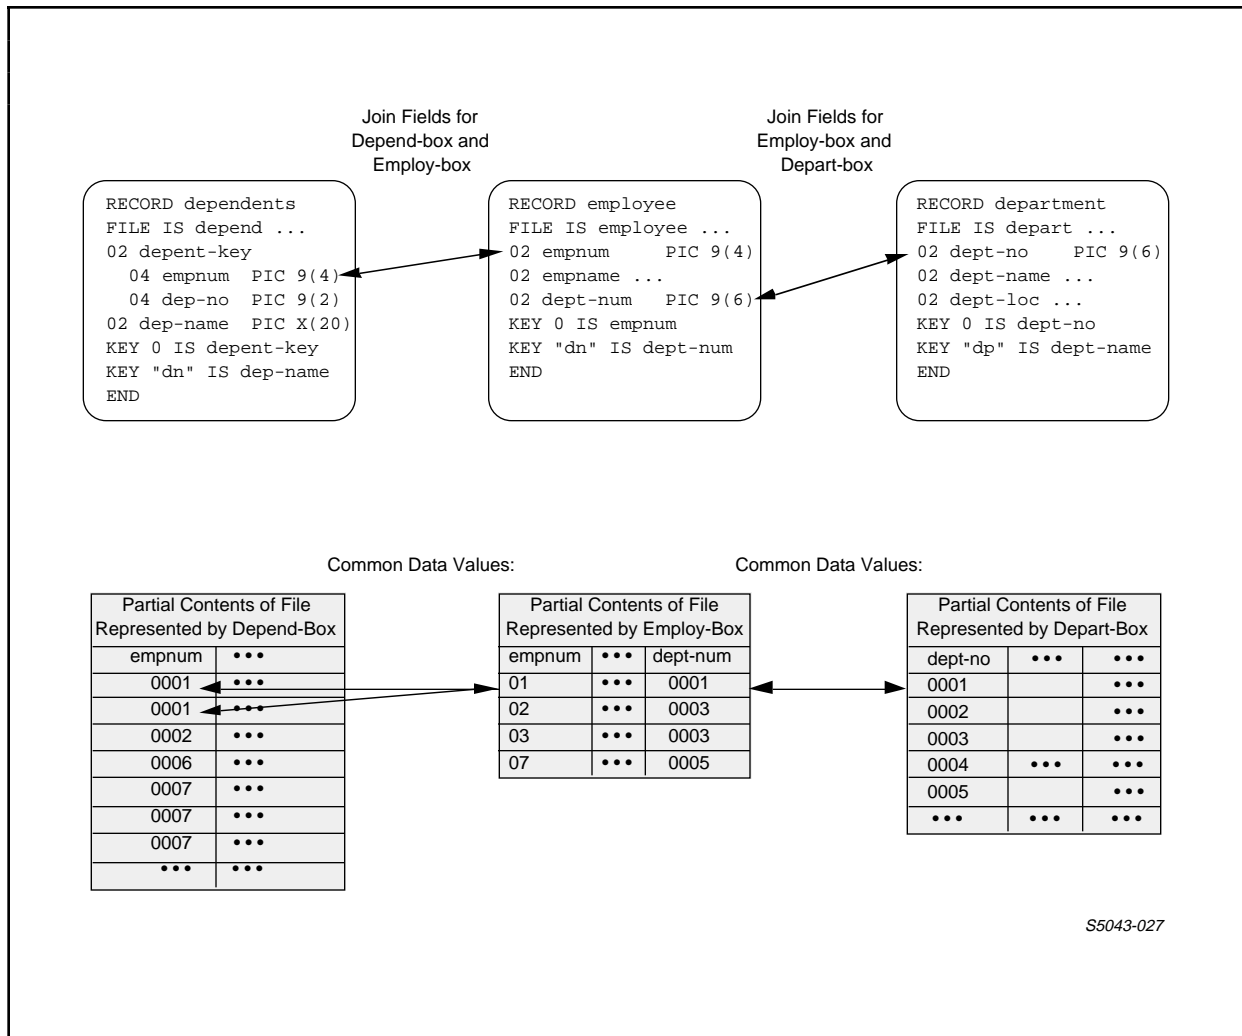 Join Fields for
Depend-box and
Employ-box
Join Fields for
Employ-box and
Depart-box
RECORD dependents
FILE IS depend ...
02 depent-key
04 empnum PIC 9(4)
04 dep-no PIC 9(2)
02 dep-name PIC X(20)
KEY 0 IS depent-key
KEY "dn" IS dep-name
END
RECORD employee
FILE IS employee ...
02 empnum PIC 9(4)
02 empname ...
02 dept-num PIC 9(6)
KEY 0 IS empnum
KEY "dn" IS dept-num
END
RECORD department
FILE IS depart ...
02 dept-no PIC 9(6)
02 dept-name ...
02 dept-loc ...
KEY 0 IS dept-no
KEY "dp" IS dept-name
END
Common Data Values:
Common Data Values:
Partial Contents of File
Represented by Depend-Box
empnum •••
0001 •••
0001 •••
0002 •••
0006 •••
0007 •••
0007 •••
0007 •••
••• •••
Partial Contents of File
Represented by Employ-Box
empnum ••• dept-num
01 ••• 0001
02 ••• 0003
03 ••• 0003
07 ••• 0005
Partial Contents of File
Represented by Depart-Box
dept-no ••• •••
0001 •••
0002 •••
0003 •••
0004 ••• •••
0005 •••
••• ••• •••
S5043-027